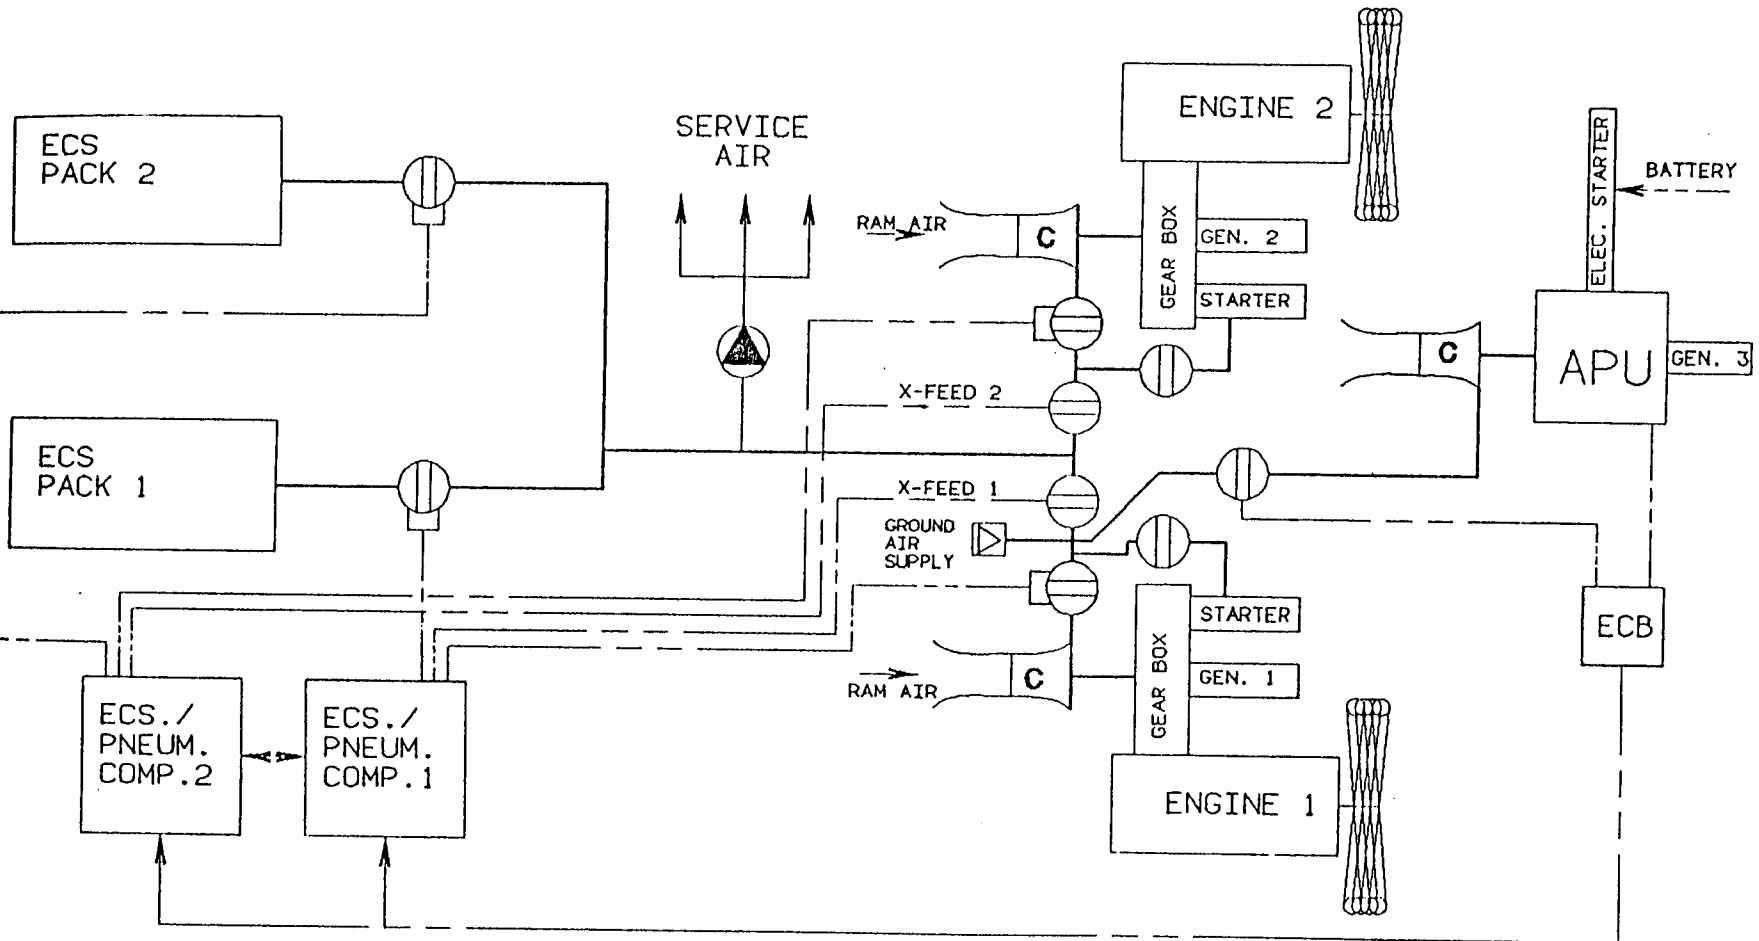 ENGINE 2
SERVICE
AIR
ECS
PACK 2
ELEC. STARTER
BATTERY
RAM AIR
C
GEAR BOX
GEN. 2
STARTER
C
APU
GEN. 3
X-FEED 2
ECS
PACK 1
X-FEED 1
GROUND
AIR
SUPPLY
STARTER
ECB
GEAR BOX
C
GEN. 1
RAM AIR
ECS./
PNEUM.
COMP.2
ECS./
PNEUM.
COMP.1
ENGINE 1